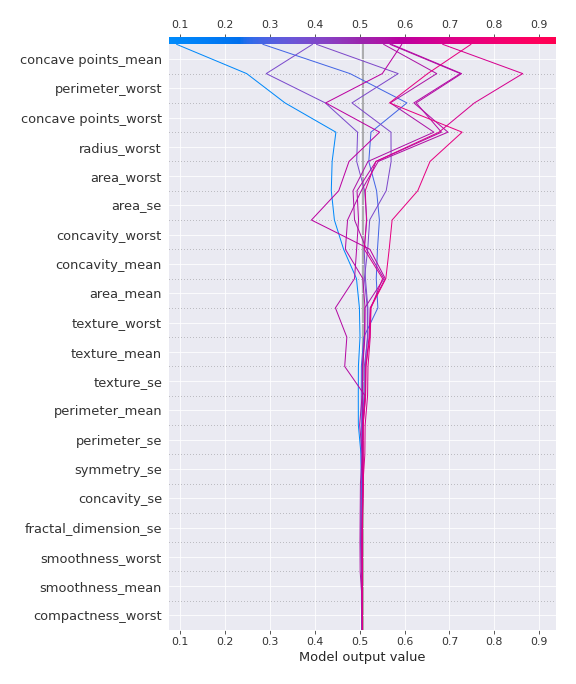 0.1 0.2 0.3 0.4 0.5 0.6 0.7 0.8 0.9
concave points_mean
perimeter_worst
concave points_worst
radius_worst
area_worst
area_se
concavity_worst
concavity_mean
area_mean
texture_worst
texture_mean
texture_se
perimeter_mean
perimeter_se
symmetry_se
concavity_se
fractal_dimension_se
smoothness_worst
smoothness_mean
compactness_worst
0.1 0.2 0.3 0.4 0.5 0.6 0.7 0.8 0.9
Model output value